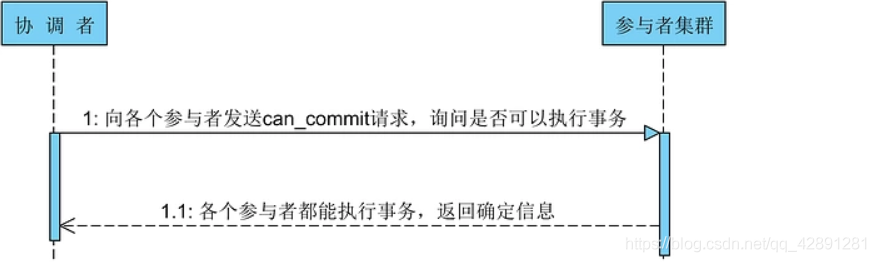 协 调 者
参与者集群
1: 向各个参与者发送can_commit请求，询问是否可以执行事务
1.1: 各个参与者都能执行事务，返回确定信息
https://blog.csdn.net/qq_42891281